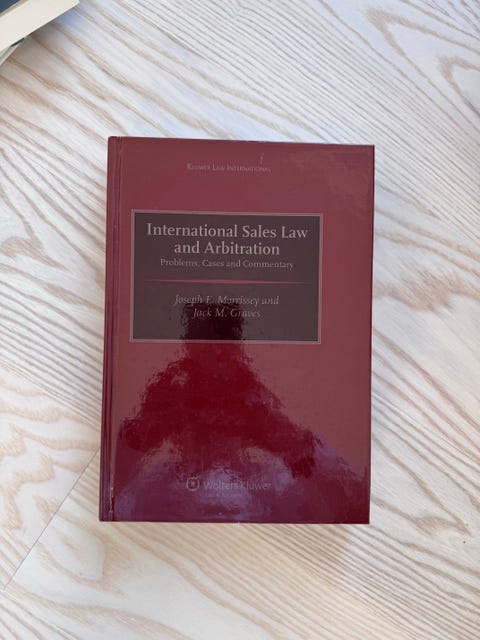 KLUWER LAW INTERNATIONAL
International Sales Law
and Arbitration
Problems, Cases and Commentary
Joseph F. Morrissey and
Jack M. Graves
Wolters Kluwer